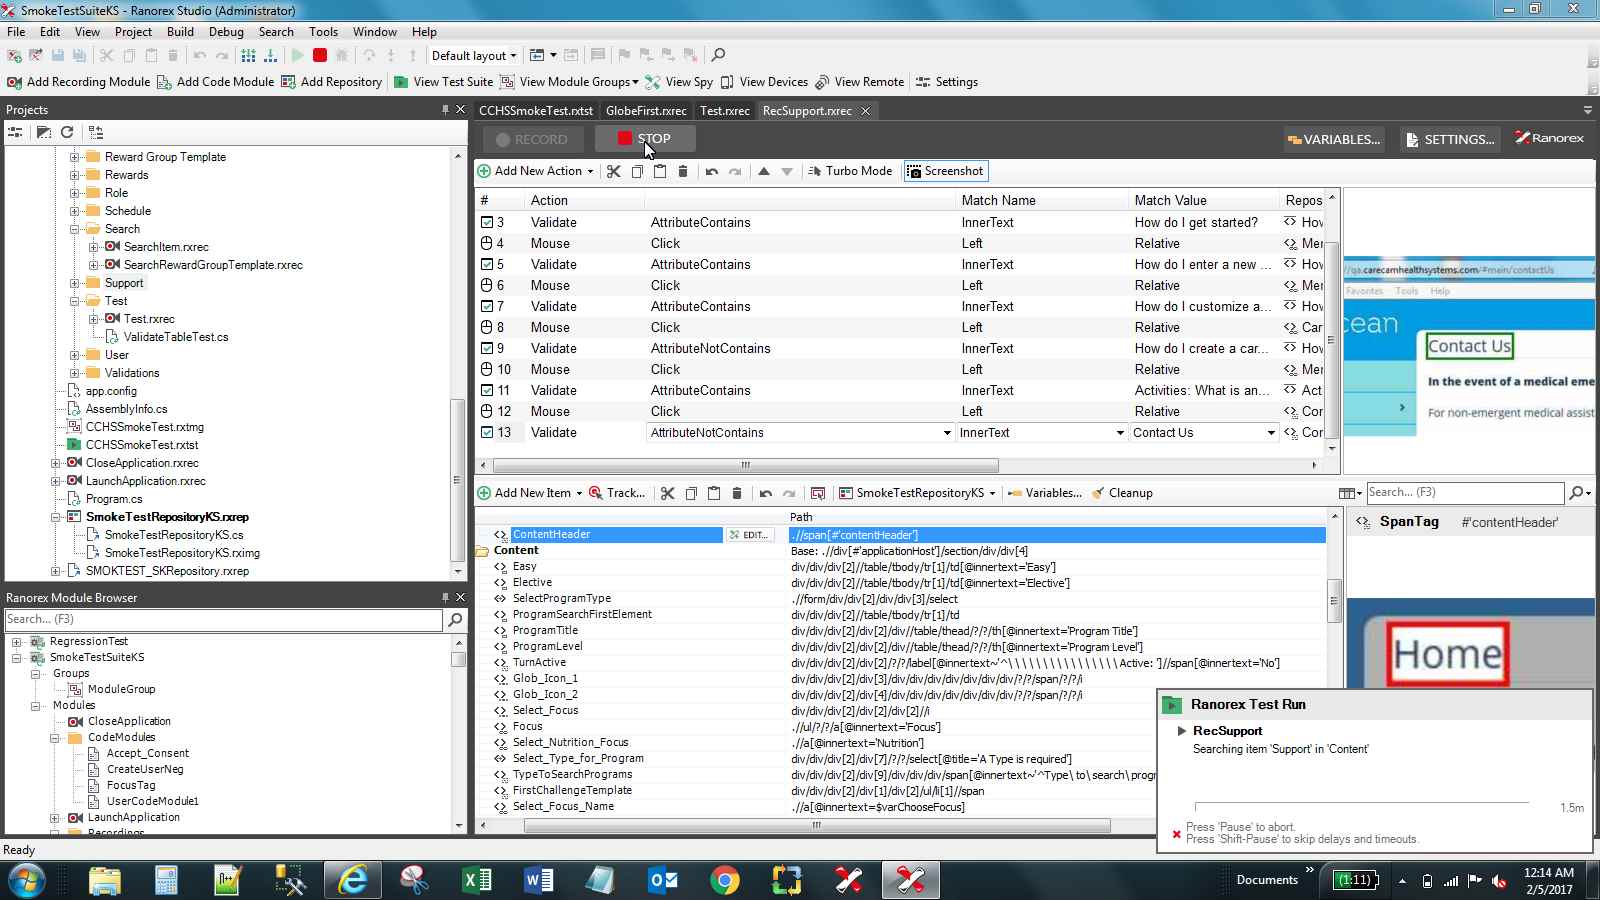 SmokeTestSuiteKS - Ranorex Studio (Administrator)
File Edit View Project Build Debug Search Tools Window Help
Default layout
Add Recording Module Add Code Module Add Repository View Test Suite View Module Groups View Spy View Devices View Remote Settings
Projects
Reward Group Template
Rewards
Role
Schedule
Search
SearchItem.rxrec
SearchRewardGroupTemplate.rxrec
Support
Test
Test.rxrec
ValidateTableTest.cs
User
Validations
app.config
AssemblyInfo.cs
CCHSSmokeTest.rxtmg
CCHSSmokeTest.rxtst
CloseApplication.rxrec
LaunchApplication.rxrec
Program.cs
SmokeTestRepositoryKS.rxrep
SmokeTestRepositoryKS.cs
SmokeTestRepositoryKS.rximg
SMOKTEST_SKRepository.rxrep
Ranorex Module Browser
Search... (F3)
RegressionTest
SmokeTestSuiteKS
Groups
ModuleGroup
Modules
CloseApplication
CodeModules
Accept_Consent
CreateUserNeg
FocusTag
UserCodeModule1
LaunchApplication
Recordings
CCHSSmokeTest.rxtst GlobeFirst.rxrec Test.rxrec RecSupport.rxrec
RECORD STOP VARIABLES... SETTINGS... Ranorex
Add New Action Turbo Mode Screenshot
# Action Match Name Match Value Repos
3 Validate AttributeContains InnerText How do I get started? Hov
4 Mouse Click Left Relative Mer
5 Validate AttributeContains InnerText How do I enter a new ... Hov
6 Mouse Click Left Relative Mer
7 Validate AttributeContains InnerText How do I customize a... Hov
8 Mouse Click Left Relative Car
9 Validate AttributeNotContains InnerText How do I create a car... Hov
10 Mouse Click Left Relative Mer
11 Validate AttributeContains InnerText Activities: What is an... Act
12 Mouse Click Left Relative Cor
13 Validate AttributeNotContains InnerText Contact Us Cor
//qa.carecamhealthsystems.com/#main/contactUs
Favorites Tools Help
cean
Contact Us
In the event of a medical eme
For non-emergent medical assist
Add New Item Track... SmokeTestRepositoryKS Variables... Cleanup Search... (F3)
Path
ContentHeader EDIT... .//span[#'contentHeader']
Content Base: .//div[#'applicationHost']/section/div/div[4]
Easy div/div/div[2]//table/tbody/tr[1]/td[@innertext='Easy']
Elective div/div/div[2]//table/tbody/tr[1]/td[@innertext='Elective']
SelectProgramType .//form/div/div[2]/div/div[3]/select
ProgramSearchFirstElement div/div/div[2]//table/tbody/tr[1]/td
ProgramTitle div/div/div[2]/div[2]/div//table/thead/?/?/th[@innertext='Program Title']
ProgramLevel div/div/div[2]/div[2]/div//table/thead/?/?/th[@innertext='Program Level']
TurnActive div/div/div[2]/div[2]/?/?/label[@innertext~'^\ \ \ \ \ \ \ \ \ \ \ \ \ \ \ \ Active: ']//span[@innertext='No']
Glob_Icon_1 div/div/div[2]/div[3]/div/div/div/div/div/div/div/?/?/span/?/?/i
Glob_Icon_2 div/div/div[2]/div[4]/div/div/div/div/div/div/div/?/?/span/?/?/i
Select_Focus div/div/div[2]/div/div[2]/div[2]//i
Focus .//ul/?/?/a[@innertext='Focus']
Select_Nutrition_Focus .//a[@innertext='Nutrition']
Select_Type_for_Program div/div/div[2]/div[7]/?/?/select[@title='A Type is required']
TypeToSearchPrograms div/div/div[2]/div[9]/div/div/div/span[@innertext~'^Type\ to\ search\ progr
FirstChallengeTemplate div/div/div[2]/div/div[1]/div[2]/ul/li[1]//span
Select_Focus_Name .//a[@innertext=$varChooseFocus]
SpanTag #'contentHeader'
Home
Ranorex Test Run
RecSupport
Searching item 'Support' in 'Content'
1.5m
Press 'Pause' to abort.
Press 'Shift-Pause' to skip delays and timeouts.
Ready
Documents
(1:11)
12:14 AM
2/5/2017